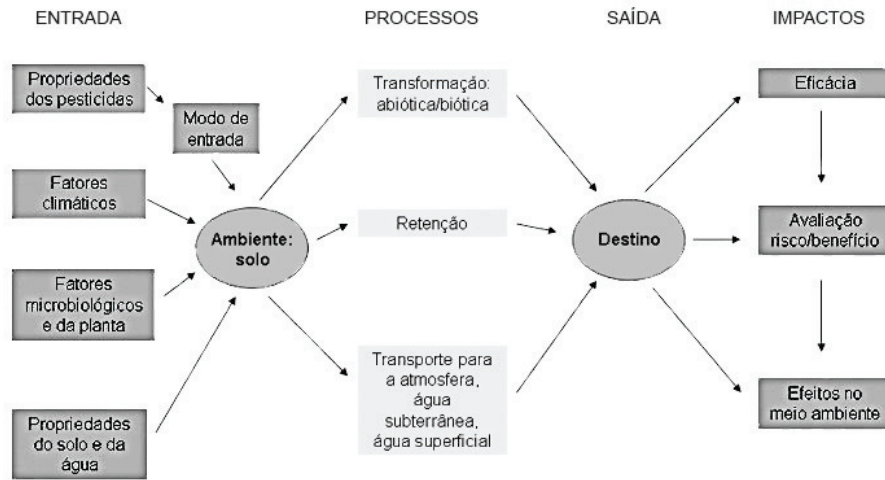 ENTRADA
PROCESSOS
SAÍDA
IMPACTOS
Propriedades
dos pesticidas
Modo de
entrada
Fatores
climáticos
Fatores
microbiológicos
e da planta
Propriedades
do solo e da
água
Ambiente:
solo
Transformação:
abiótica/biótica
Retenção
Transporte para
a atmosfera,
água
subterrânea,
água superficial
Destino
Eficácia
Avaliação
risco/benefício
Efeitos no
meio ambiente